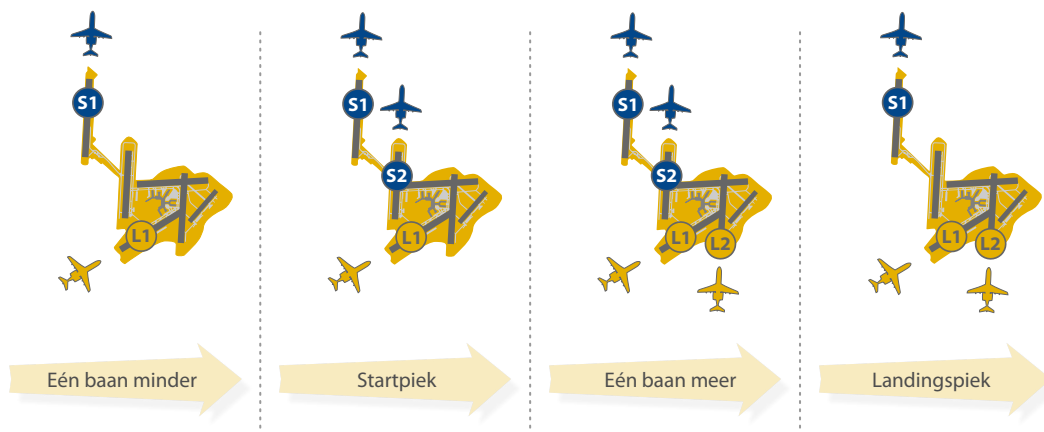 S1
L1
Eén baan minder
S1
S2
L1
Startpiek
S1
S2
L1
L2
Eén baan meer
S1
L1
L2
Landingspiek